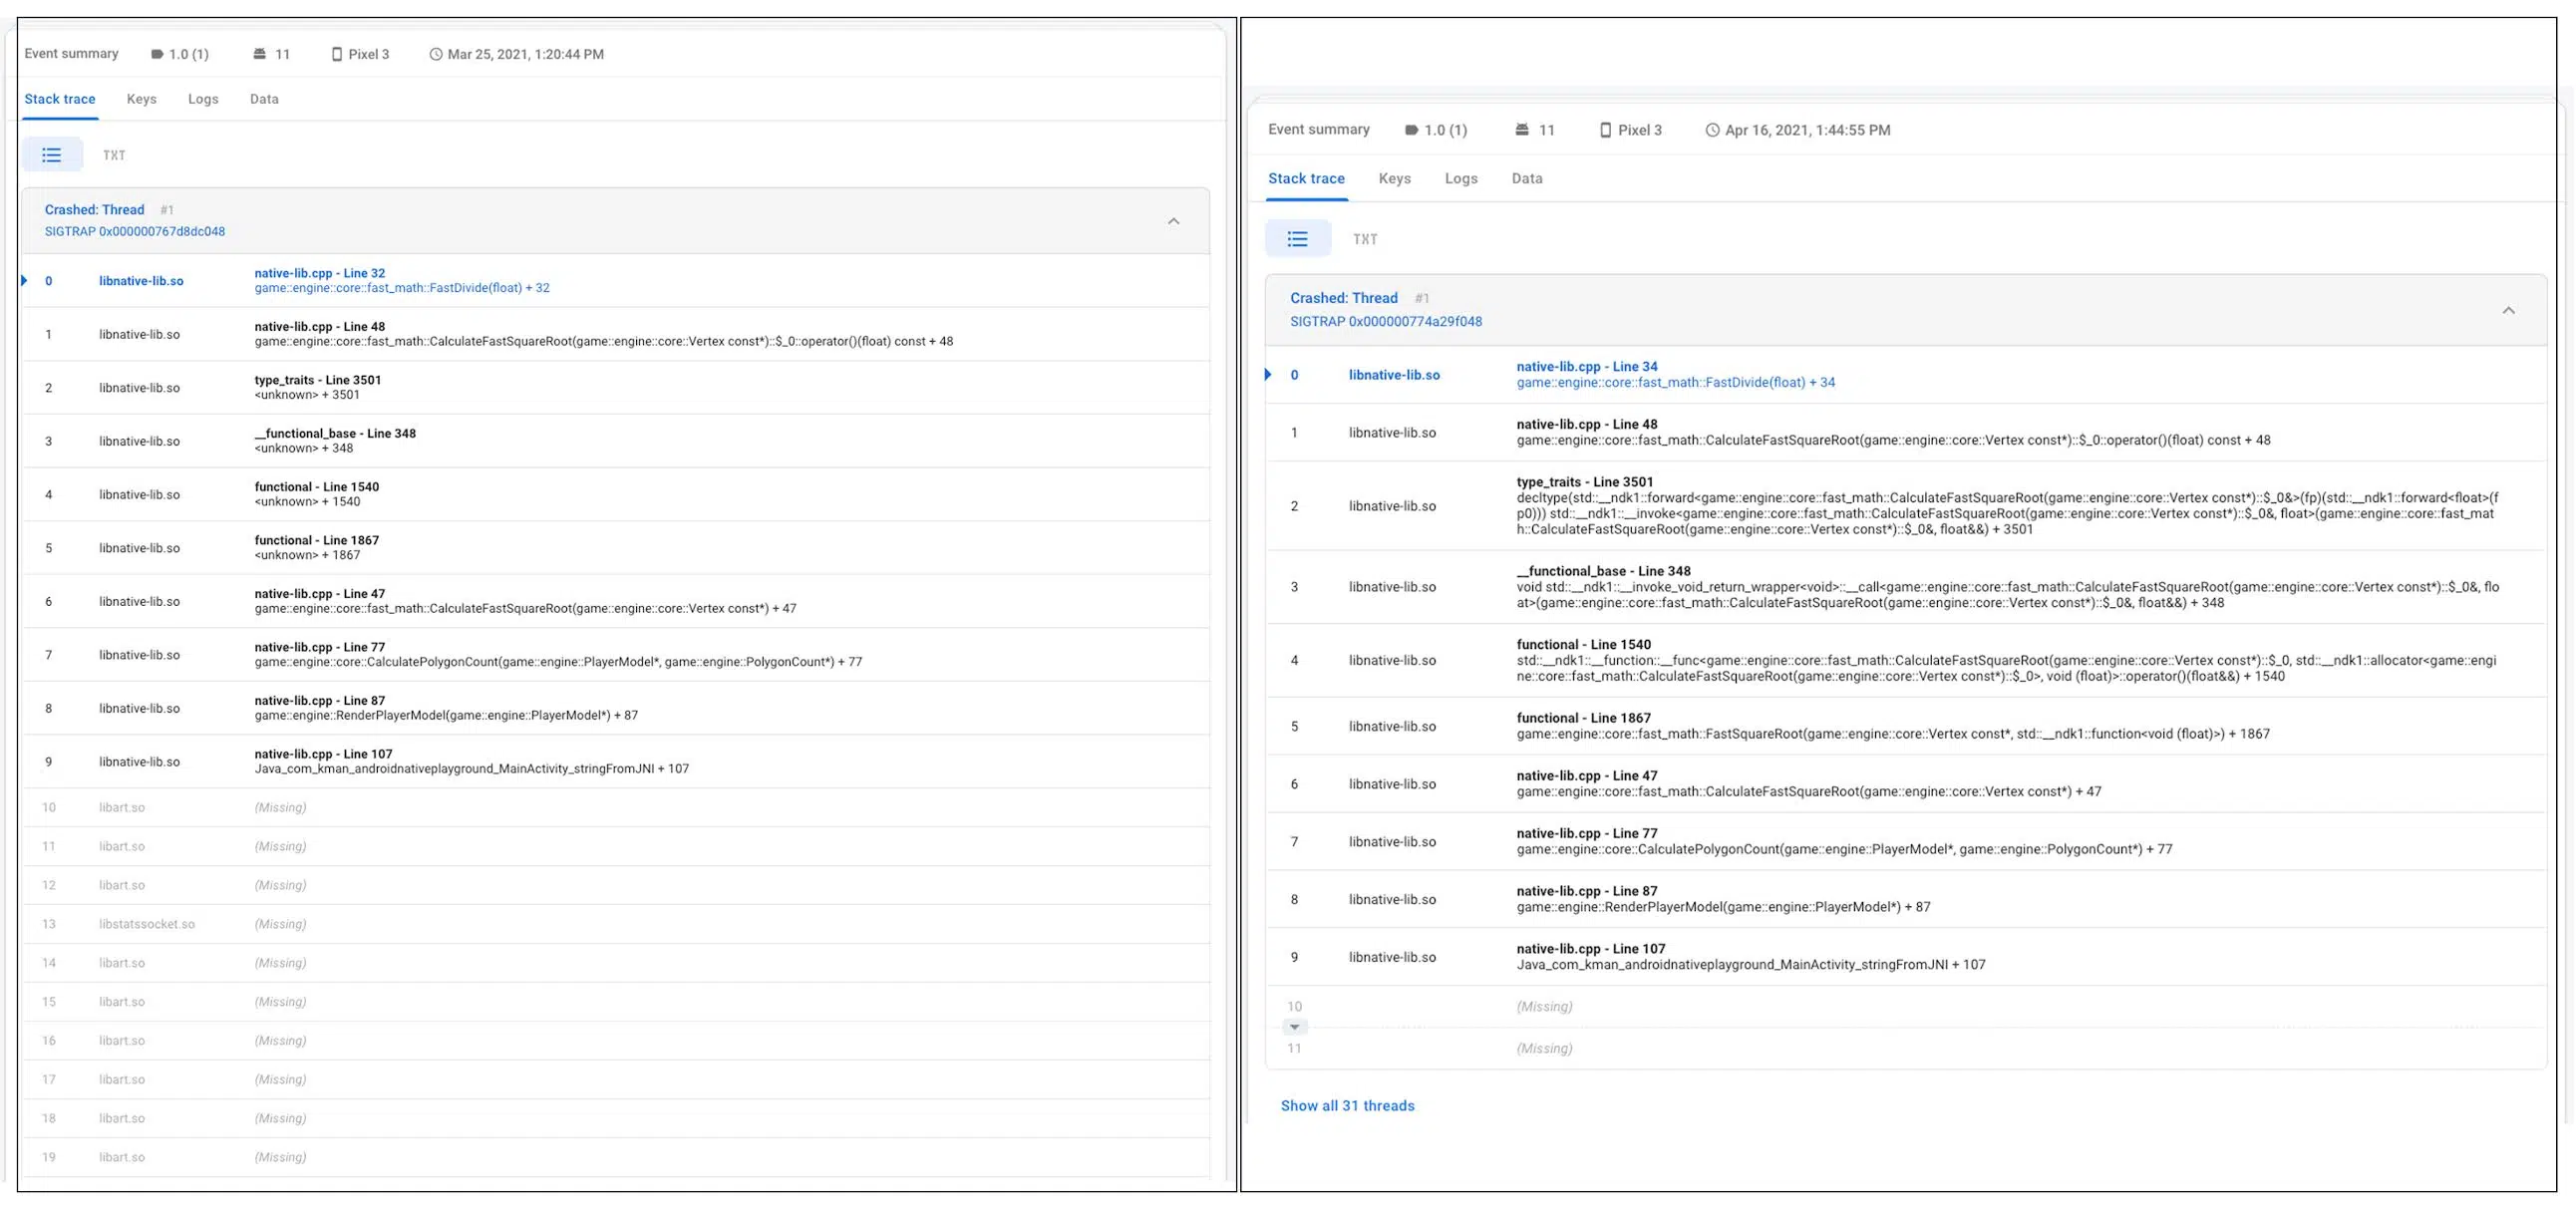 Event summary 1.0 (1) 11 Pixel 3 Mar 25, 2021, 1:20:44 PM
Stack trace Keys Logs Data
TXT
Crashed: Thread #1
SIGTRAP 0x000000767d8dc048
native-lib.cpp - Line 32
0 libnative-lib.so
game::engine::core::fast_math::FastDivide(float) + 32
native-lib.cpp - Line 48
1 libnative-lib.so
game::engine::core::fast_math::CalculateFastSquareRoot(game::engine::core::Vertex const*)::$_0::operator()(float) const + 48
type_traits - Line 3501
2 libnative-lib.so
<unknown> + 3501
__functional_base - Line 348
3 libnative-lib.so
<unknown> + 348
functional - Line 1540
4 libnative-lib.so
<unknown> + 1540
functional - Line 1867
5 libnative-lib.so
<unknown> + 1867
native-lib.cpp - Line 47
6 libnative-lib.so
game::engine::core::fast_math::CalculateFastSquareRoot(game::engine::core::Vertex const*) + 47
native-lib.cpp - Line 77
7 libnative-lib.so
game::engine::core::CalculatePolygonCount(game::engine::PlayerModel*, game::engine::PolygonCount*) + 77
native-lib.cpp - Line 87
8 libnative-lib.so
game::engine::RenderPlayerModel(game::engine::PlayerModel*) + 87
native-lib.cpp - Line 107
9 libnative-lib.so
Java_com_kman_androidnativeplayground_MainActivity_stringFromJNI + 107
10 libart.so (Missing)
11 libart.so (Missing)
12 libart.so (Missing)
13 libstatssocket.so (Missing)
14 libart.so (Missing)
15 libart.so (Missing)
16 libart.so (Missing)
17 libart.so (Missing)
18 libart.so (Missing)
19 libart.so (Missing)
Event summary 1.0 (1) 11 Pixel 3 Apr 16, 2021, 1:44:55 PM
Stack trace Keys Logs Data
TXT
Crashed: Thread #1
SIGTRAP 0x000000774a29f048
native-lib.cpp - Line 34
0 libnative-lib.so
game::engine::core::fast_math::FastDivide(float) + 34
native-lib.cpp - Line 48
1 libnative-lib.so
game::engine::core::fast_math::CalculateFastSquareRoot(game::engine::core::Vertex const*)::$_0::operator()(float) const + 48
type_traits - Line 3501
decltype(std::__ndk1::forward<game::engine::core::fast_math::CalculateFastSquareRoot(game::engine::core::Vertex const*)::$_0&>(fp)(std::__ndk1::forward<float>(f
2 libnative-lib.so
p0))) std::__ndk1::__invoke<game::engine::core::fast_math::CalculateFastSquareRoot(game::engine::core::Vertex const*)::$_0&, float>(game::engine::core::fast_mat
h::CalculateFastSquareRoot(game::engine::core::Vertex const*)::$_0&, float&&) + 3501
__functional_base - Line 348
3 libnative-lib.so
void std::__ndk1::__invoke_void_return_wrapper<void>::__call<game::engine::core::fast_math::CalculateFastSquareRoot(game::engine::core::Vertex const*)::$_0&, flo
at>(game::engine::core::fast_math::CalculateFastSquareRoot(game::engine::core::Vertex const*)::$_0&, float&&) + 348
functional - Line 1540
4 libnative-lib.so
std::__ndk1::__function::__func<game::engine::core::fast_math::CalculateFastSquareRoot(game::engine::core::Vertex const*)::$_0, std::__ndk1::allocator<game::engi
ne::core::fast_math::CalculateFastSquareRoot(game::engine::core::Vertex const*)::$_0>, void (float)>::operator()(float&&) + 1540
functional - Line 1867
5 libnative-lib.so
game::engine::core::fast_math::FastSquareRoot(game::engine::core::Vertex const*, std::__ndk1::function<void (float)>) + 1867
native-lib.cpp - Line 47
6 libnative-lib.so
game::engine::core::fast_math::CalculateFastSquareRoot(game::engine::core::Vertex const*) + 47
native-lib.cpp - Line 77
7 libnative-lib.so
game::engine::core::CalculatePolygonCount(game::engine::PlayerModel*, game::engine::PolygonCount*) + 77
native-lib.cpp - Line 87
8 libnative-lib.so
game::engine::RenderPlayerModel(game::engine::PlayerModel*) + 87
native-lib.cpp - Line 107
9 libnative-lib.so
Java_com_kman_androidnativeplayground_MainActivity_stringFromJNI + 107
10 (Missing)
11 (Missing)
Show all 31 threads